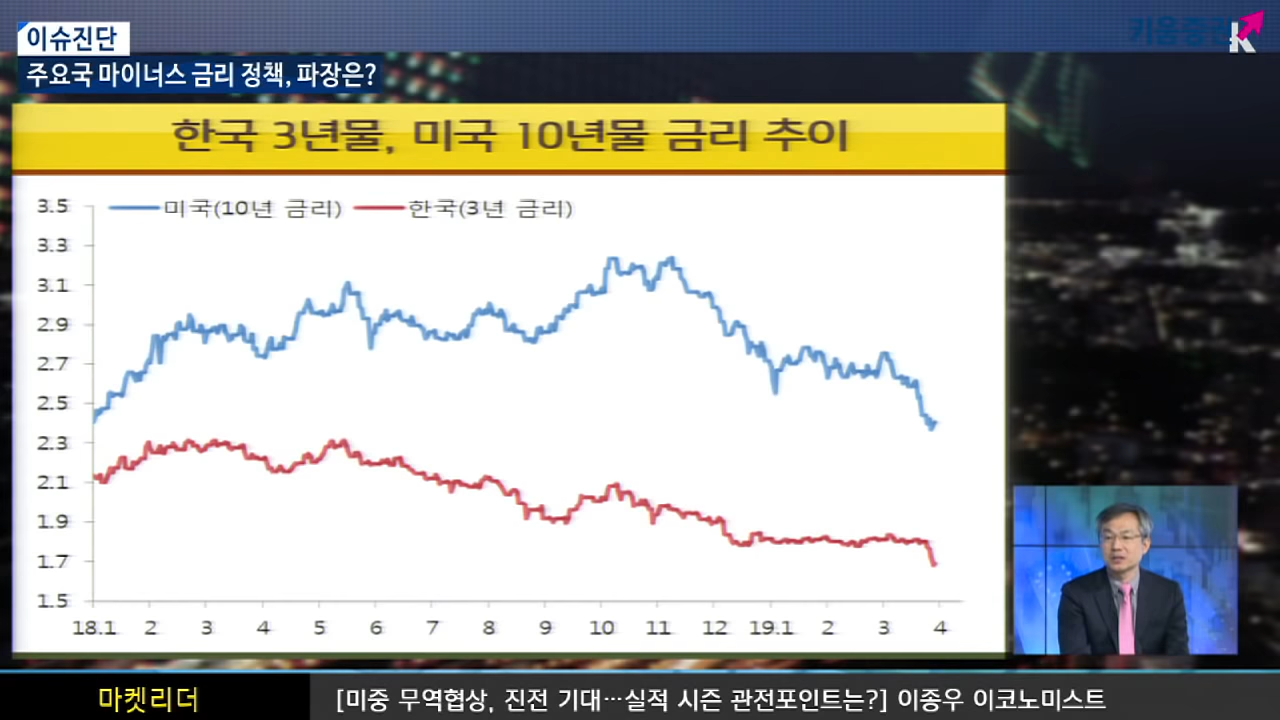 이슈진단
키움증권
K
주요국 마이너스 금리 정책, 파장은?
한국 3년물, 미국 10년물 금리 추이
미국(10년 금리) 한국(3년 금리)
3.5
3.3
3.1
2.9
2.7
2.5
2.3
2.1
1.9
1.7
1.5
18.1 2 3 4 5 6 7 8 9 10 11 12 19.1 2 3 4
마켓리더
[미중 무역협상, 진전 기대…실적 시즌 관전포인트는?] 이종우 이코노미스트